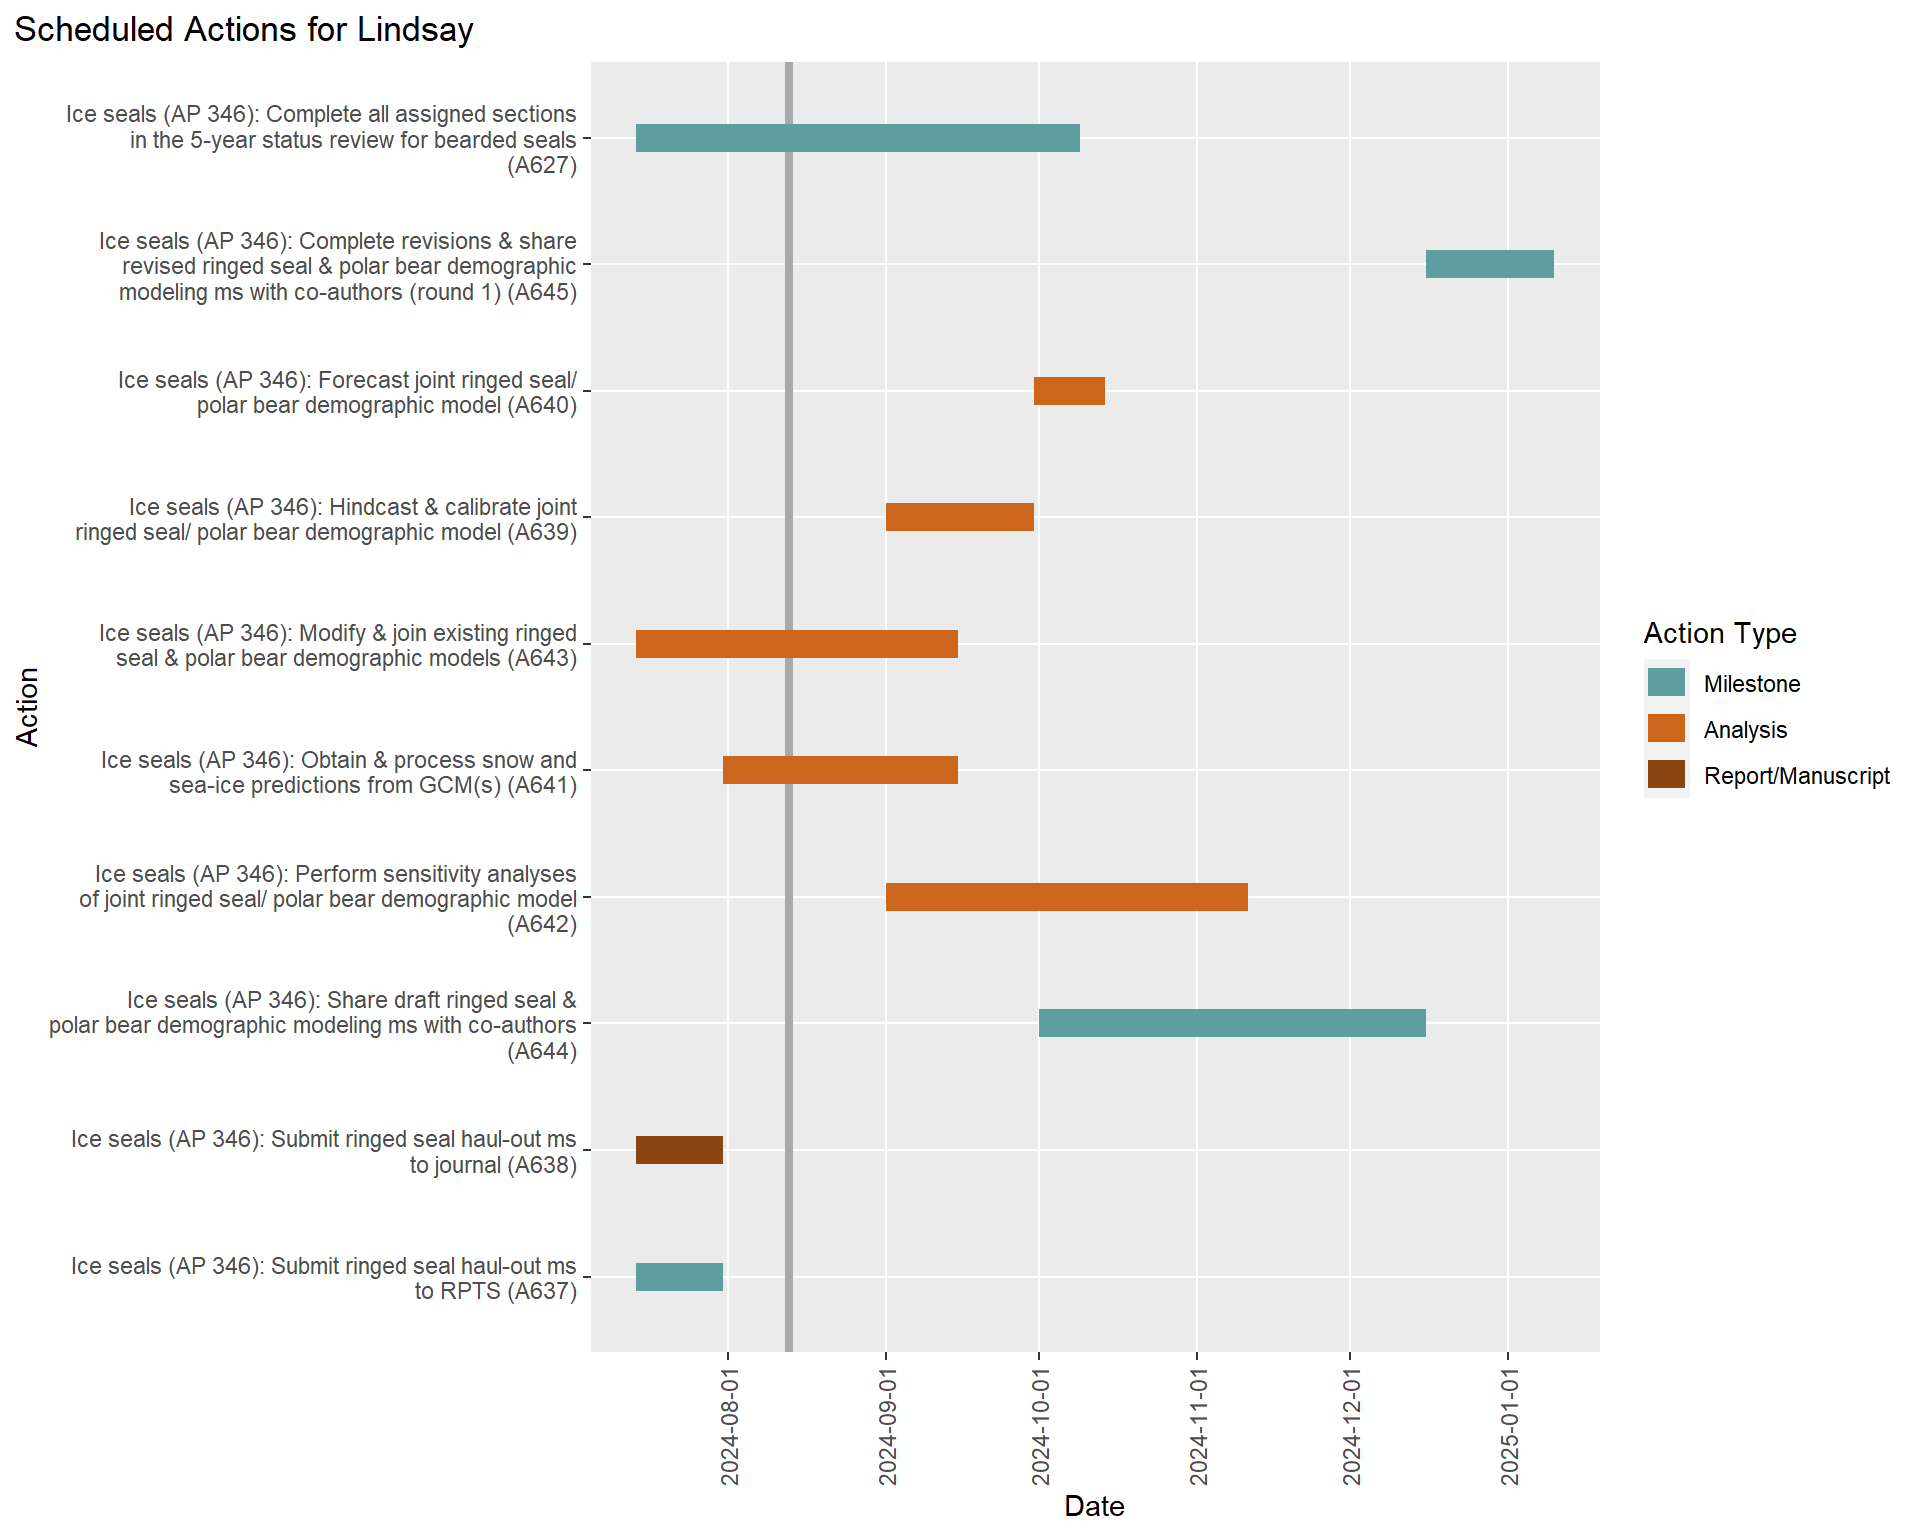 Scheduled Actions for Lindsay
Ice seals (AP 346): Complete all assigned sections
in the 5-year status review for bearded seals
(A627)
Ice seals (AP 346): Complete revisions & share
revised ringed seal & polar bear demographic
modeling ms with co-authors (round 1) (A645)
Ice seals (AP 346): Forecast joint ringed seal/
polar bear demographic model (A640)
Ice seals (AP 346): Hindcast & calibrate joint
ringed seal/ polar bear demographic model (A639)
Ice seals (AP 346): Modify & join existing ringed
seal & polar bear demographic models (A643)
Ice seals (AP 346): Obtain & process snow and
sea-ice predictions from GCM(s) (A641)
Ice seals (AP 346): Perform sensitivity analyses
of joint ringed seal/ polar bear demographic model
(A642)
Ice seals (AP 346): Share draft ringed seal &
polar bear demographic modeling ms with co-authors
(A644)
Ice seals (AP 346): Submit ringed seal haul-out ms
to journal (A638)
Ice seals (AP 346): Submit ringed seal haul-out ms
to RPTS (A637)
Action
2024-08-01
2024-09-01
2024-10-01
2024-11-01
2024-12-01
2025-01-01
Date
Action Type
Milestone
Analysis
Report/Manuscript